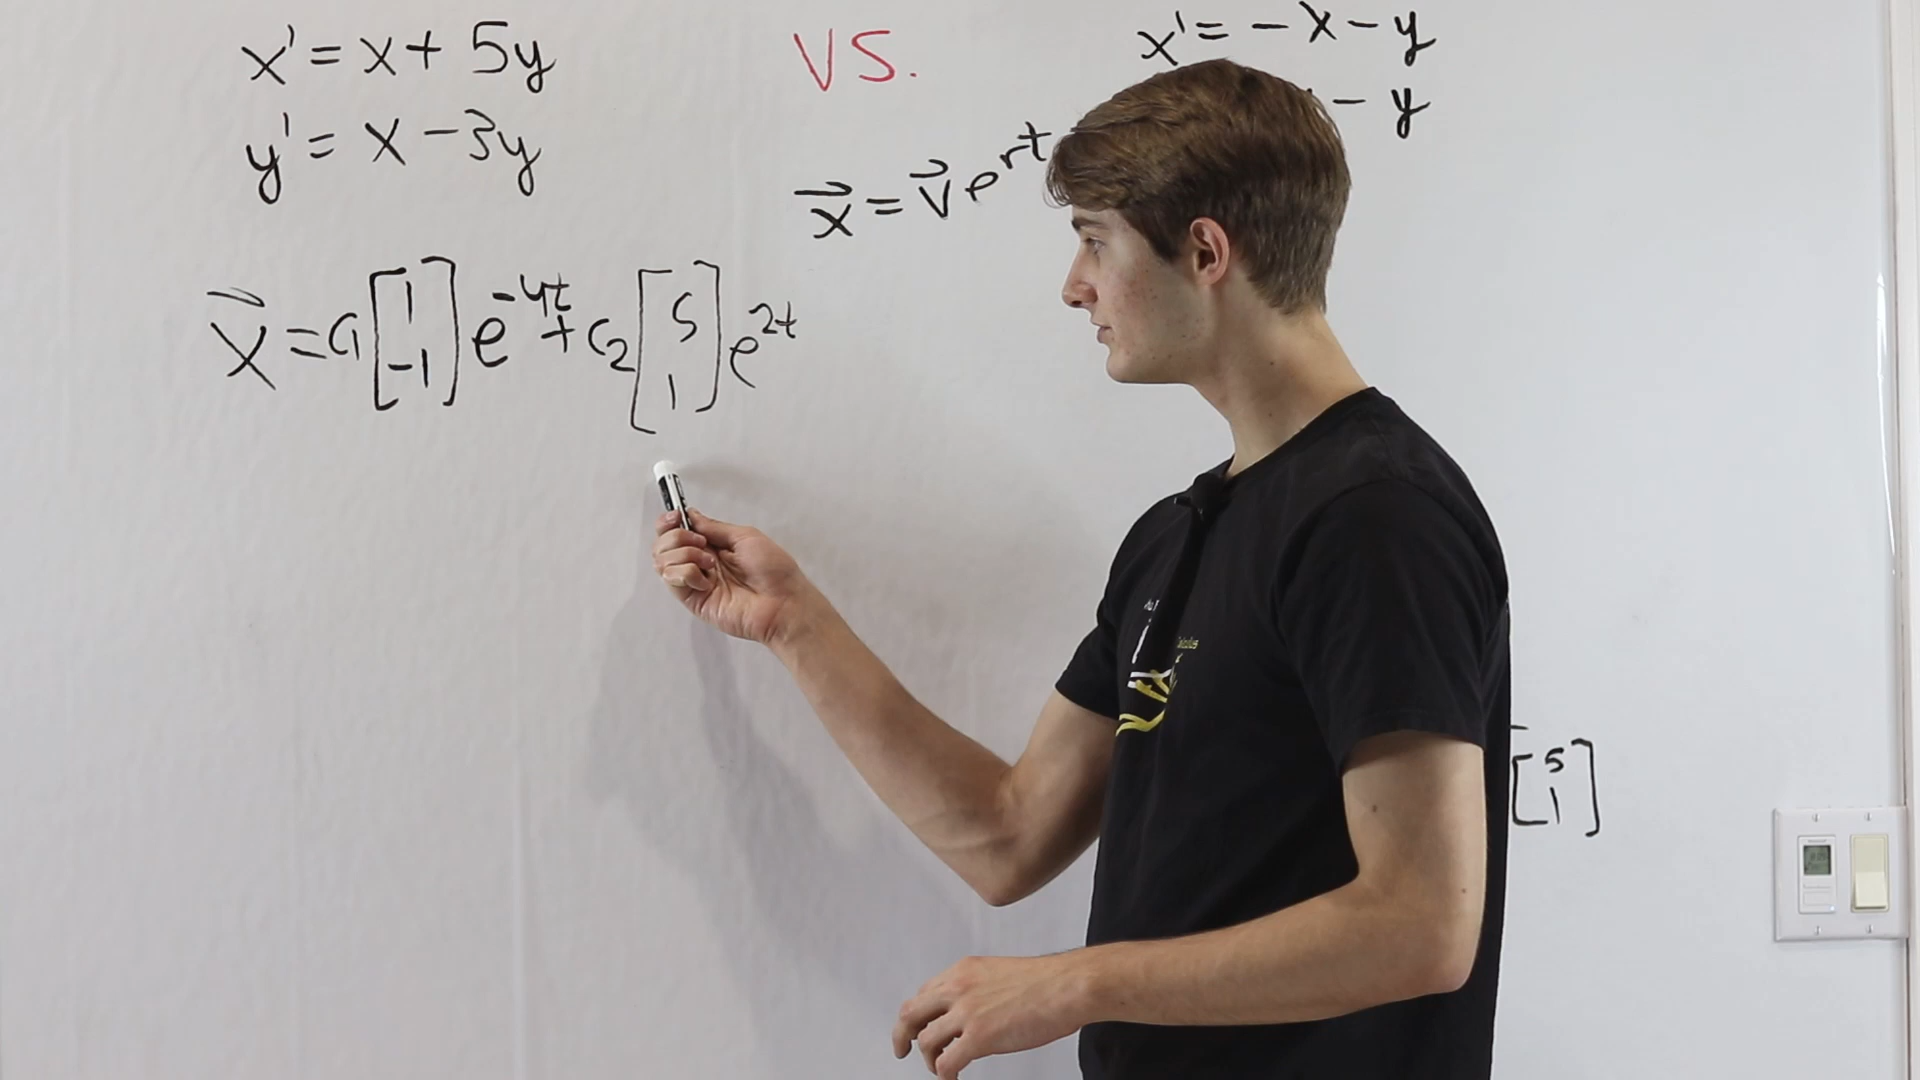 x' = x + 5y
y' = x - 3y
VS.
x' = -x - y
- y
x⃗ = v⃗ e^rt
x⃗ = c₁ [1 -1] e^-4t + c₂ [5 1] e^2t
[5 1]